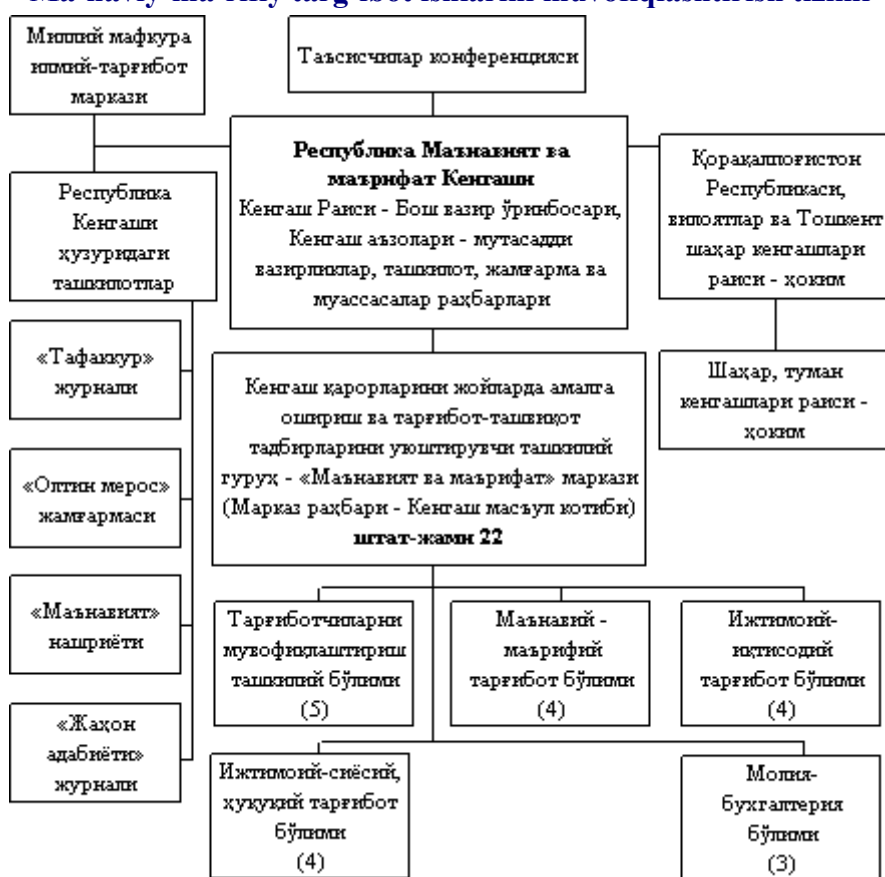 Миллий мафкура
илмий-тарғибот
маркази
Таъсисчилар конференцияси
Республика Маънавият ва
маърифат Кенгаши
Кенгаш Раиси - Бош вазир ўринбосари,
Кенгаш аъзолари - мутасадди
вазирликлар, ташкилот, жамғарма ва
муассасалар раҳбарлари
Қорақалпоғистон
Республикаси,
вилоятлар ва Тошкент
шаҳар кенгашлари
раиси - ҳоким
Республика
Кенгаши
ҳузуридаги
ташкилотлар
«Тафаккур»
журнали
«Олтин мерос»
жамғармаси
«Маънавият»
нашриёти
«Жаҳон
адабиёти»
журнали
Кенгаш қарорларини жойларда амалга
ошириш ва тарғибот-ташвиқот
тадбирларини уюштирувчи ташкилий
гуруҳ - «Маънавият ва маърифат» маркази
(Марказ раҳбари - Кенгаш масъул котиби)
штат-жами 22
Шаҳар, туман
кенгашлари раиси -
ҳоким
Тарғиботчиларни
мувофиқлаштириш
ташкилий бўлими
(5)
Маънавий -
маърифий
тарғибот бўлими
(4)
Ижтимоий-
иқтисодий
тарғибот бўлими
(4)
Ижтимоий-сиёсий,
ҳуқуқий тарғибот
бўлими
(4)
Молия-
бухгалтерия
бўлими
(3)